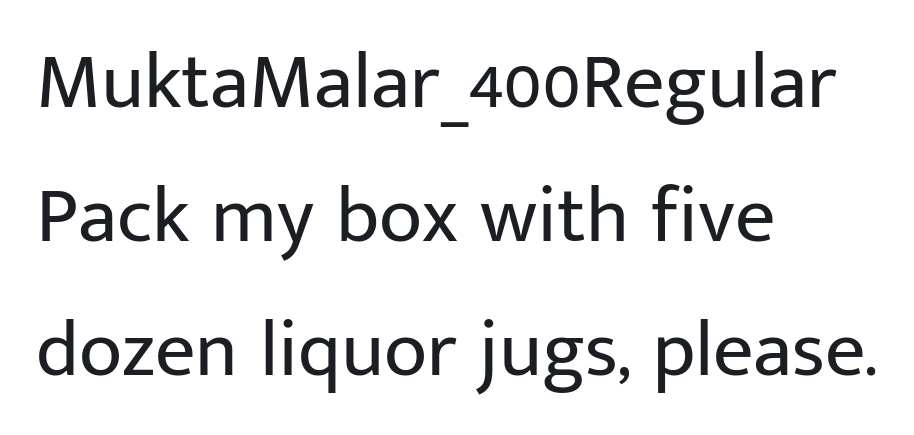 MuktaMalar_400Regular
Pack my box with five
dozen liquor jugs, please.